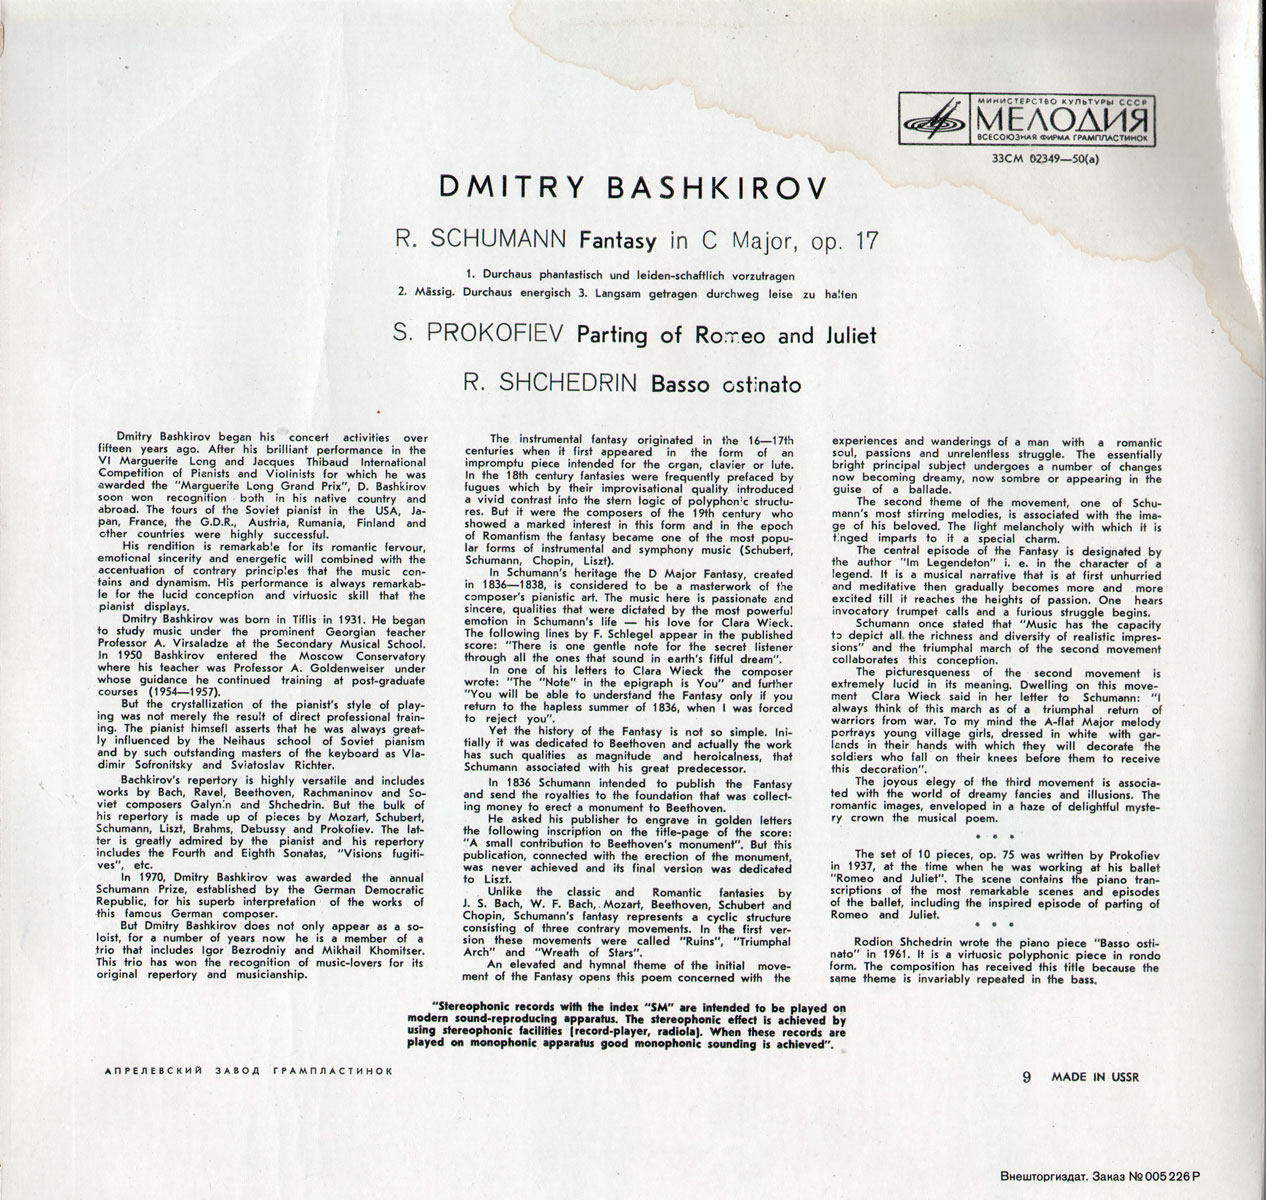 МИНИСТЕРСТВО КУЛЬТУРЫ СССР
МЕЛОДИЯ
ВСЕСОЮЗНАЯ ФИРМА ГРАМПЛАСТИНОК
33СМ 02349—50(а)
DMITRY BASHKIROV
R. SCHUMANN Fantasy in C Major, op. 17
1. Durchaus phantastisch und leiden-schaftlich vorzutragen
2. Mässig. Durchaus energisch 3. Langsam getragen durchweg leise zu halten
S. PROKOFIEV Parting of Romeo and Juliet
R. SHCHEDRIN Basso ostinato
Dmitry Bashkirov began his concert activities over
fifteen years ago. After his brilliant performance in the
VI Marguerite Long and Jacques Thibaud International
Competition of Pianists and Violinists for which he was
awarded the "Marguerite Long Grand Prix", D. Bashkirov
soon won recognition both in his native country and
abroad. The tours of the Soviet pianist in the USA, Ja-
pan, France, the G.D.R., Austria, Rumania, Finland and
other countries were highly successful.
His rendition is remarkable for its romantic fervour,
emotional sincerity and energetic will combined with the
accentuation of contrary principles that the music con-
tains and dynamism. His performance is always remarkab-
le for the lucid conception and virtuosic skill that the
pianist displays.
Dmitry Bashkirov was born in Tiflis in 1931. He began
to study music under the prominent Georgian teacher
Professor A. Virsaladze at the Secondary Musical School.
In 1950 Bashkirov entered the Moscow Conservatory
where his teacher was Professor A. Goldenweiser under
whose guidance he continued training at post-graduate
courses (1954—1957).
But the crystallization of the pianist's style of play-
ing was not merely the result of direct professional train-
ing. The pianist himsefl asserts that he was always great-
ly influenced by the Neihaus school of Soviet pianism
and by such outstanding masters of the keyboard as Vla-
dimir Sofronitsky and Sviatoslav Richter.
Bachkirov's repertory is highly versatile and includes
works by Bach, Ravel, Beethoven, Rachmaninov and So-
viet composers Galynin and Shchedrin. But the bulk of
his repertory is made up of pieces by Mozart, Schubert,
Schumann, Liszt, Brahms, Debussy and Prokofiev. The lat-
ter is greatly admired by the pianist and his repertory
includes the Fourth and Eighth Sonatas, "Visions fugiti-
ves", etc.
In 1970, Dmitry Bashkirov was awarded the annual
Schumann Prize, established by the German Democratic
Republic, for his superb interpretation of the works of
this famous German composer.
But Dmitry Bashkirov does not only appear as a so-
loist, for a number of years now he is a member of a
trio that includes Igor Bezrodniy and Mikhail Khomitser.
This trio has won the recognition of music-lovers for its
original repertory and musicianship.
The instrumental fantasy originated in the 16—17th
centuries when it first appeared in the form of an
impromptu piece intended for the organ, clavier or lute.
In the 18th century fantasies were frequently prefaced by
fugues which by their improvisational quality introduced
a vivid contrast into the stern logic of polyphonic structu-
res. But it were the composers of the 19th century who
showed a marked interest in this form and in the epoch
of Romantism the fantasy became one of the most popu-
lar forms of instrumental and symphony music (Schubert,
Schumann, Chopin, Liszt).
In Schumann's heritage the D Major Fantasy, created
in 1836—1838, is considered to be a masterwork of the
composer's pianistic art. The music here is passionate and
sincere, qualities that were dictated by the most powerful
emotion in Schumann's life — his love for Clara Wieck.
The following lines by F. Schlegel appear in the published
score: "There is one gentle note for the secret listener
through all the ones that sound in earth's fitful dream".
In one of his letters to Clara Wieck the composer
wrote: "The "Note" in the epigraph is You" and further
"You will be able to understand the Fantasy only if you
return to the hapless summer of 1836, when I was forced
to reject you".
Yet the history of the Fantasy is not so simple. Ini-
tially it was dedicated to Beethoven and actually the work
has such qualities as magnitude and heroicalness, that
Schumann associated with his great predecessor.
In 1836 Schumann intended to publish the Fantasy
and send the royalties to the foundation that was collect-
ing money to erect a monument to Beethoven.
He asked his publisher to engrave in golden letters
the following inscription on the title-page of the score:
"A small contribution to Beethoven's monument". But this
publication, connected with the erection of the monument,
was never achieved and its final version was dedicated
to Liszt.
Unlike the classic and Romantic fantasies by
J. S. Bach, W. F. Bach, Mozart, Beethoven, Schubert and
Chopin, Schumann's fantasy represents a cyclic structure
consisting of three contrary movements. In the first ver-
sion these movements were called "Ruins", "Triumphal
Arch" and "Wreath of Stars".
An elevated and hymnal theme of the initial move-
ment of the Fantasy opens this poem concerned with the
experiences and wanderings of a man with a romantic
soul, passions and unrelentless struggle. The essentially
bright principal subject undergoes a number of changes
now becoming dreamy, now sombre or appearing in the
guise of a ballade.
The second theme of the movement, one of Schu-
mann's most stirring melodies, is associated with the ima-
ge of his beloved. The light melancholy with which it is
tinged imparts to it a special charm.
The central episode of the Fantasy is designated by
the author "Im Legendeton" i. e. in the character of a
legend. It is a musical narrative that is at first unhurried
and meditative then gradually becomes more and more
excited till it reaches the heights of passion. One hears
invocatory trumpet calls and a furious struggle begins.
Schumann once stated that "Music has the capacity
to depict all the richness and diversity of realistic impres-
sions" and the triumphal march of the second movement
collaborates this conception.
The picturesqueness of the second movement is
extremely lucid in its meaning. Dwelling on this move-
ment Clara Wieck said in her letter to Schumann: "I
always think of this march as of a triumphal return of
warriors from war. To my mind the A-flat Major melody
portrays young village girls, dressed in white with gar-
lands in their hands with which they will decorate the
soldiers who fall on their knees before them to receive
this decoration".
The joyous elegy of the third movement is associa-
ted with the world of dreamy fancies and illusions. The
romantic images, enveloped in a haze of delightful myste-
ry crown the musical poem.
* * *
The set of 10 pieces, op. 75 was written by Prokofiev
in 1937, at the time when he was working at his ballet
"Romeo and Juliet". The scene contains the piano tran-
scriptions of the most remarkable scenes and episodes
of the ballet, including the inspired episode of parting of
Romeo and Juliet.
* * *
Rodion Shchedrin wrote the piano piece "Basso osti-
nato" in 1961. It is a virtuosic polyphonic piece in rondo
form. The composition has received this title because the
same theme is invariably repeated in the bass.
"Stereophonic records with the index "SM" are intended to be played on
modern sound-reproducing apparatus. The stereophonic effect is achieved by
using stereophonic facilities (record-player, radiola). When these records are
played on monophonic apparatus good monophonic sounding is achieved".
АПРЕЛЕВСКИЙ ЗАВОД ГРАМПЛАСТИНОК
9 MADE IN USSR
Внешторгиздат. Заказ № 005226Р